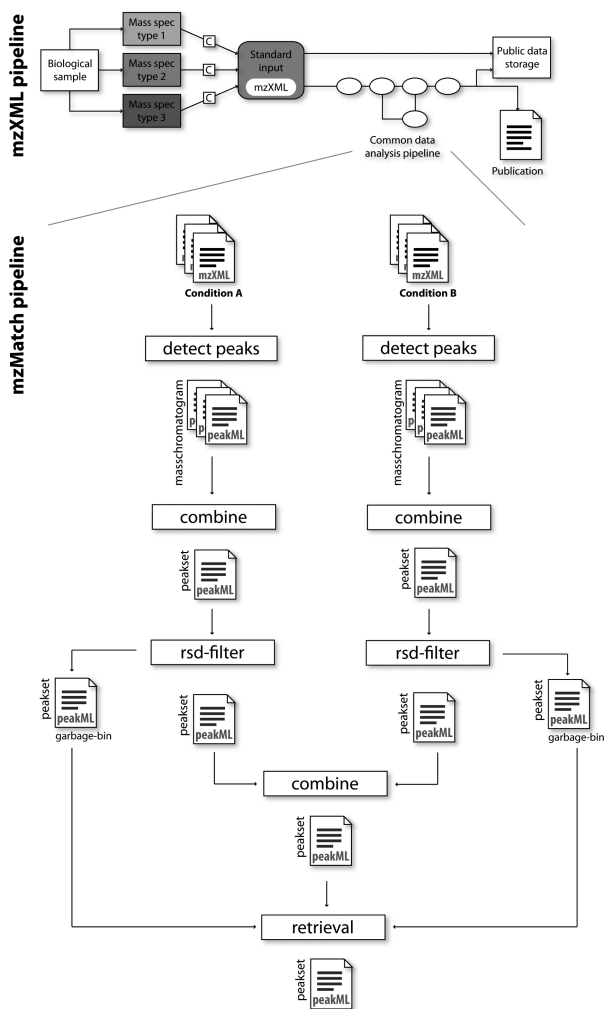 mzXML pipeline
Biological
sample
Mass spec
type 1
Mass spec
type 2
Mass spec
type 3
C
C
C
Standard
input
mzXML
Public data
storage
Common data
analysis pipeline
Publication
mzMatch pipeline
mzXML
Condition A
mzXML
Condition B
detect peaks
detect peaks
masschromatogram
p
p
peakML
masschromatogram
p
p
peakML
combine
combine
peakset
peakML
peakset
peakML
rsd-filter
rsd-filter
peakset
peakML
garbage-bin
peakset
peakML
peakset
peakML
peakset
peakML
garbage-bin
combine
peakset
peakML
retrieval
peakset
peakML